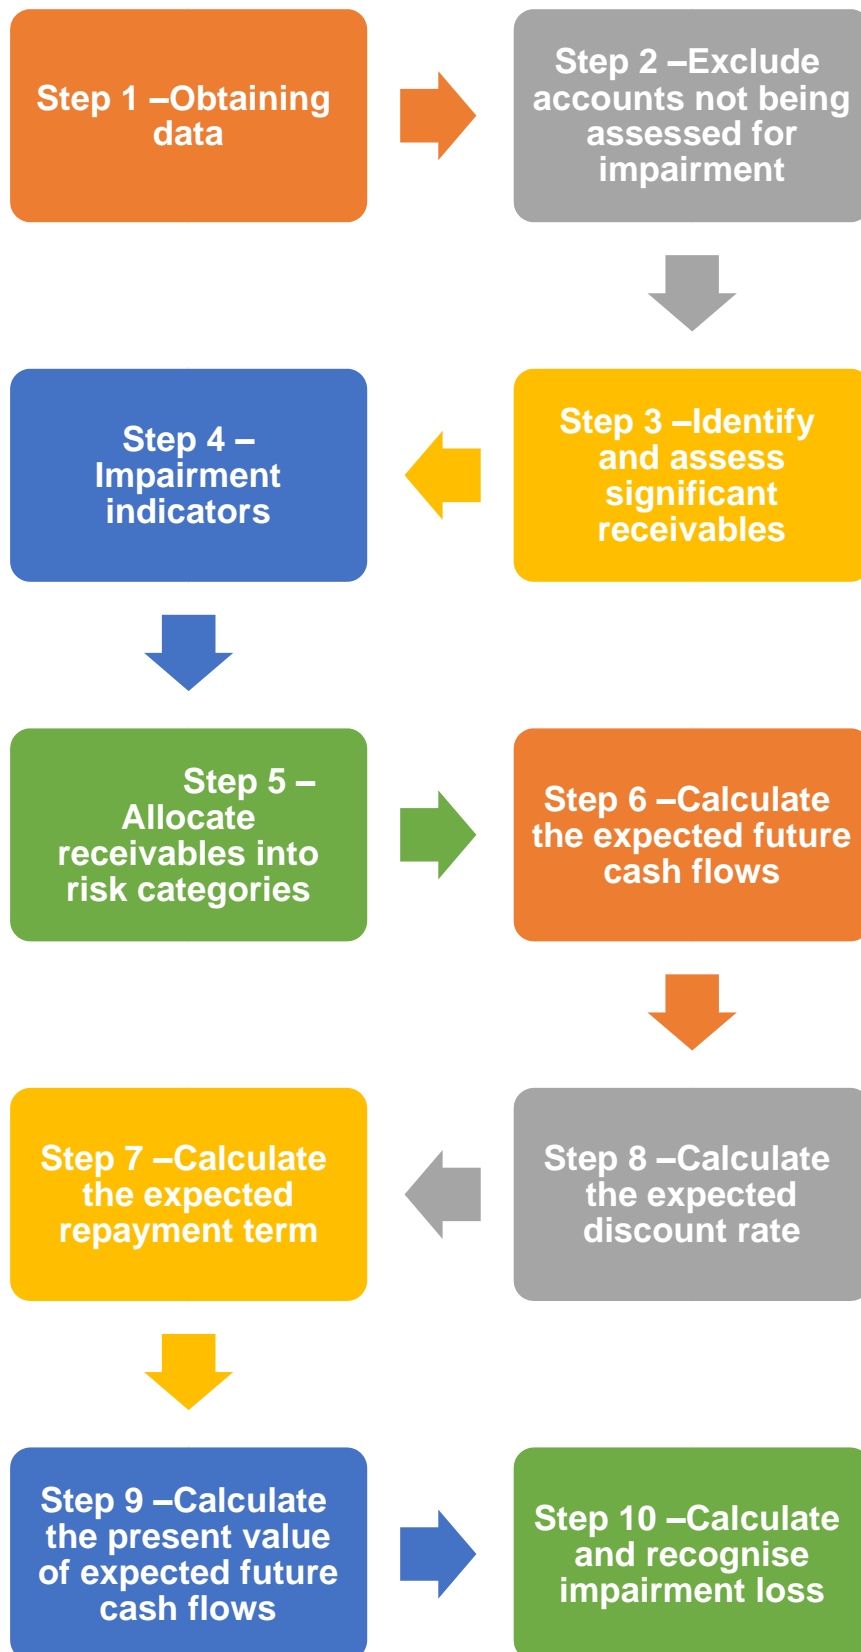 Step 1 –Obtaining
data
Step 2 –Exclude
accounts not being
assessed for
impairment
Step 3 –Identify
and assess
significant
receivables
Step 4 –
Impairment
indicators
Step 5 –
Allocate
receivables into
risk categories
Step 6 –Calculate
the expected future
cash flows
Step 8 –Calculate
the expected
discount rate
Step 7 –Calculate
the expected
repayment term
Step 9 –Calculate
the present value
of expected future
cash flows
Step 10 –Calculate
and recognise
impairment loss